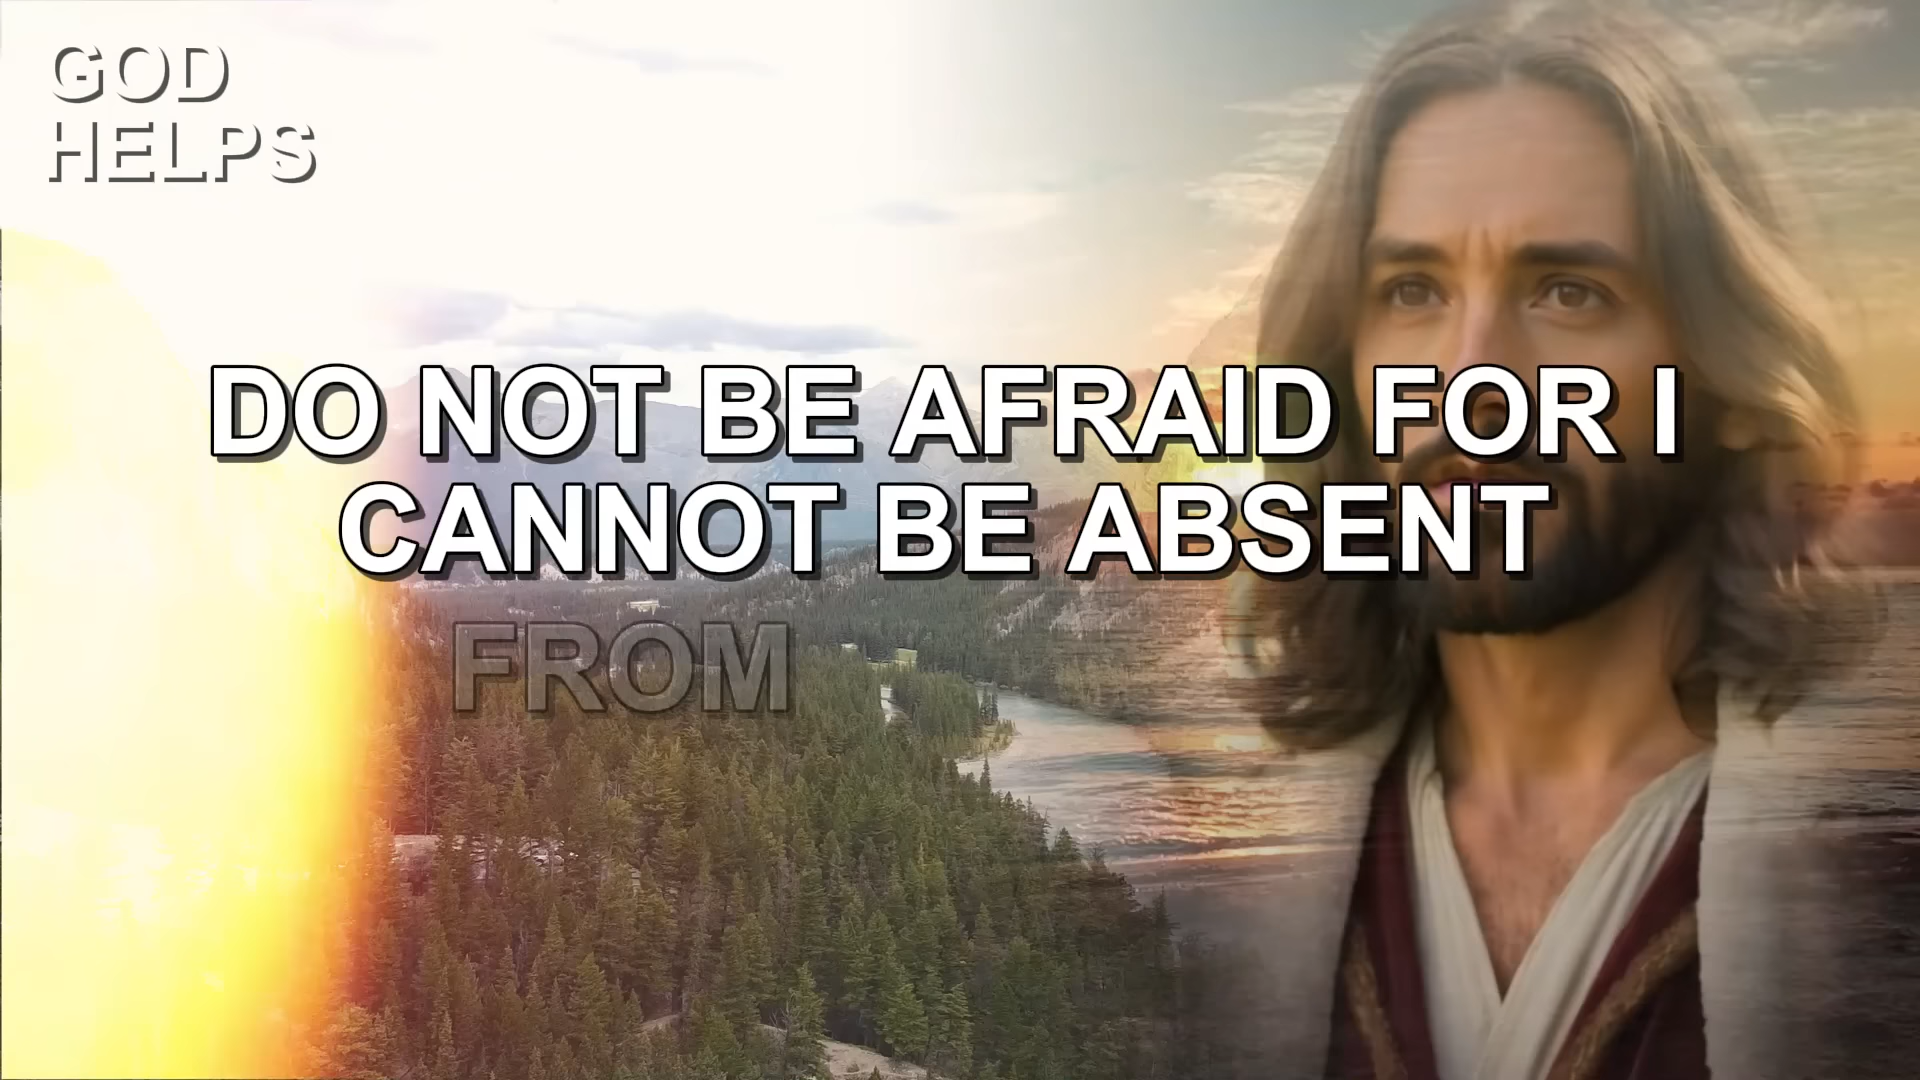 GOD
HELPS
DO NOT BE AFRAID FOR I
CANNOT BE ABSENT
FROM